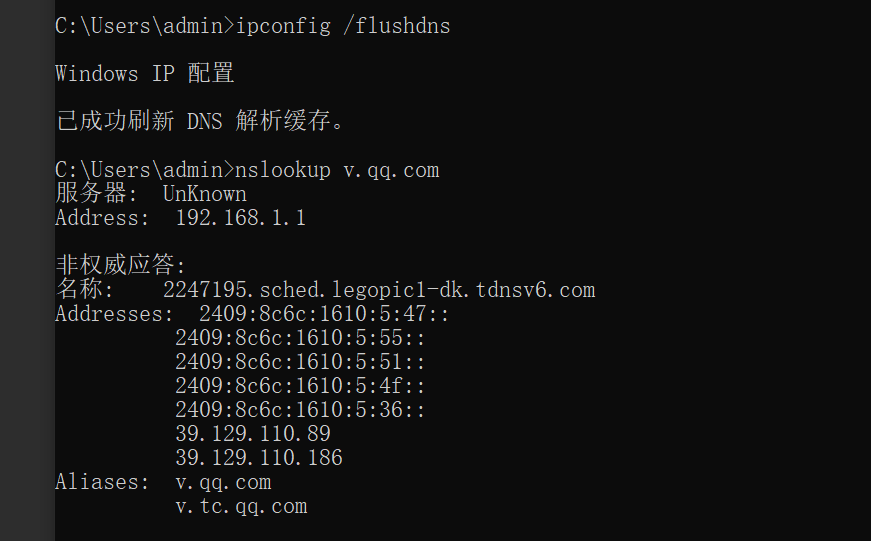 C:\Users\admin>ipconfig /flushdns
Windows IP 配置
已成功刷新 DNS 解析缓存。
C:\Users\admin>nslookup v.qq.com
服务器:  UnKnown
Address:  192.168.1.1
非权威应答:
名称:    2247195.sched.legopic1-dk.tdnsv6.com
Addresses:  2409:8c6c:1610:5:47::
2409:8c6c:1610:5:55::
2409:8c6c:1610:5:51::
2409:8c6c:1610:5:4f::
2409:8c6c:1610:5:36::
39.129.110.89
39.129.110.186
Aliases:  v.qq.com
v.tc.qq.com